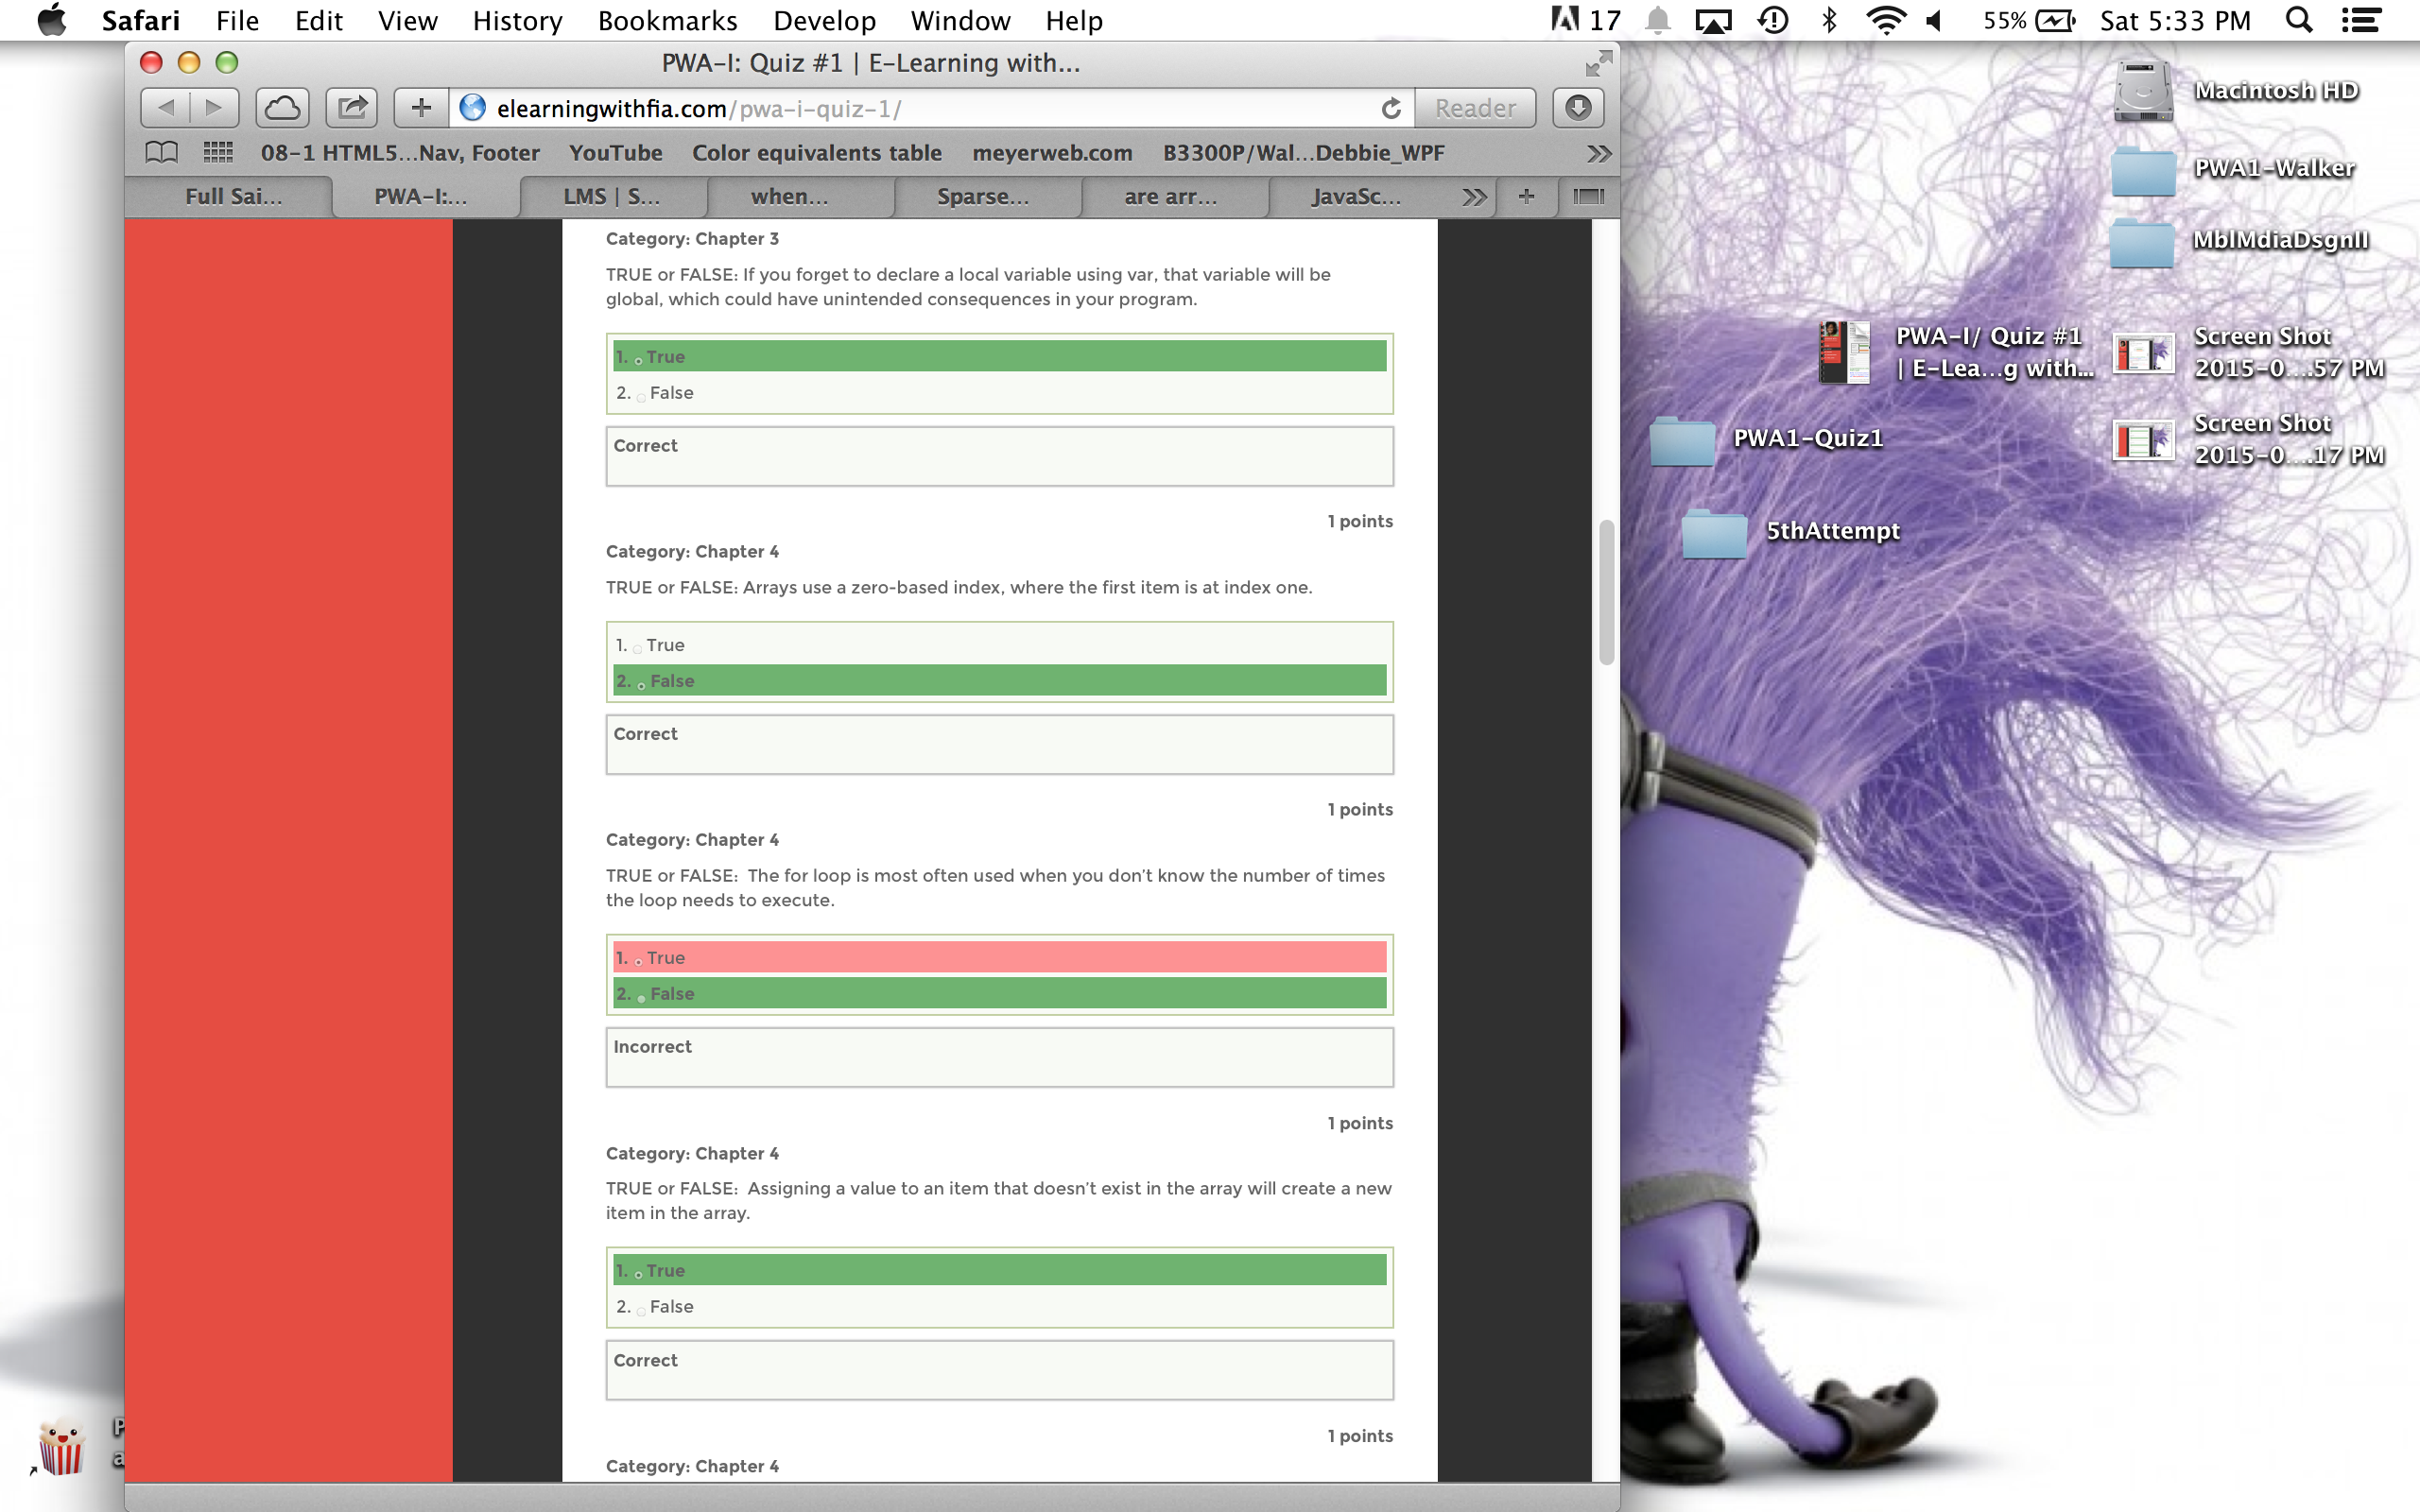 Safari File Edit View History Bookmarks Develop Window Help 17 55% Sat 5:33 PM
PWA-I: Quiz #1 | E-Learning with...
elearningwithfia.com/pwa-i-quiz-1/ Reader
08-1 HTML5...Nav, Footer YouTube Color equivalents table meyerweb.com B3300P/Wal...Debbie_WPF
Full Sai... PWA-I:... LMS | S... when... Sparse... are arr... JavaSc...
Category: Chapter 3
TRUE or FALSE: If you forget to declare a local variable using var, that variable will be
global, which could have unintended consequences in your program.
1. True
2. False
Correct
1 points
Category: Chapter 4
TRUE or FALSE: Arrays use a zero-based index, where the first item is at index one.
1. True
2. False
Correct
1 points
Category: Chapter 4
TRUE or FALSE: The for loop is most often used when you don't know the number of times
the loop needs to execute.
1. True
2. False
Incorrect
1 points
Category: Chapter 4
TRUE or FALSE: Assigning a value to an item that doesn't exist in the array will create a new
item in the array.
1. True
2. False
Correct
1 points
Category: Chapter 4
Macintosh HD
PWA1-Walker
MblMdiaDsgnII
PWA-I/ Quiz #1
| E-Lea...g with...
Screen Shot
2015-0....57 PM
Screen Shot
2015-0....17 PM
PWA1-Quiz1
5thAttempt